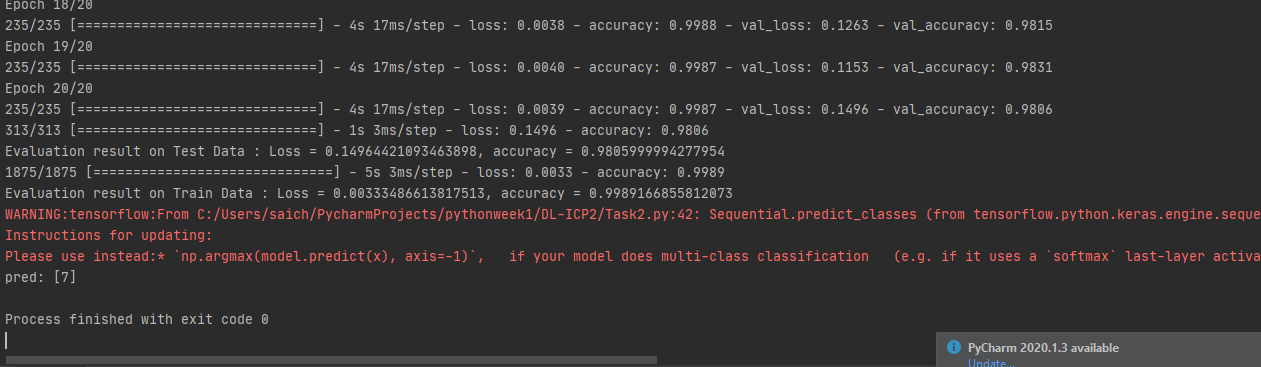 Epoch 18/20
235/235 [==============================] - 4s 17ms/step - loss: 0.0038 - accuracy: 0.9988 - val_loss: 0.1263 - val_accuracy: 0.9815
Epoch 19/20
235/235 [==============================] - 4s 17ms/step - loss: 0.0040 - accuracy: 0.9987 - val_loss: 0.1153 - val_accuracy: 0.9831
Epoch 20/20
235/235 [==============================] - 4s 17ms/step - loss: 0.0039 - accuracy: 0.9987 - val_loss: 0.1496 - val_accuracy: 0.9806
313/313 [==============================] - 1s 3ms/step - loss: 0.1496 - accuracy: 0.9806
Evaluation result on Test Data : Loss = 0.14964421093463898, accuracy = 0.9805999994277954
1875/1875 [==============================] - 5s 3ms/step - loss: 0.0033 - accuracy: 0.9989
Evaluation result on Train Data : Loss = 0.00333486613817513, accuracy = 0.9989166855812073
WARNING:tensorflow:From C:/Users/saich/PycharmProjects/pythonweek1/DL-ICP2/Task2.py:42: Sequential.predict_classes (from tensorflow.python.keras.engine.seque
Instructions for updating:
Please use instead:* `np.argmax(model.predict(x), axis=-1)`,   if your model does multi-class classification   (e.g. if it uses a `softmax` last-layer activa
pred: [7]
Process finished with exit code 0
PyCharm 2020.1.3 available
Update...